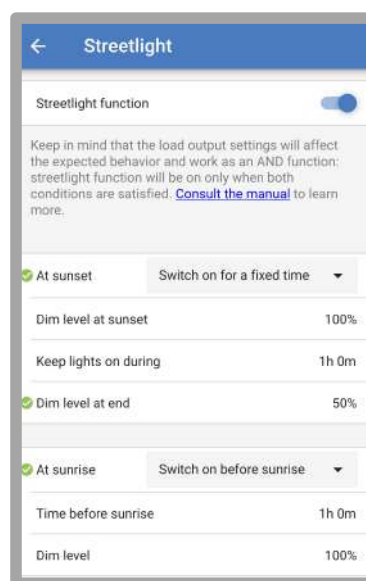 Streetlight
Streetlight function
Keep in mind that the load output settings will affect
the expected behavior and work as an AND function:
streetlight function will be on only when both
conditions are satisfied. Consult the manual to learn
more.
At sunset Switch on for a fixed time
Dim level at sunset 100%
Keep lights on during 1h 0m
Dim level at end 50%
At sunrise Switch on before sunrise
Time before sunrise 1h 0m
Dim level 100%